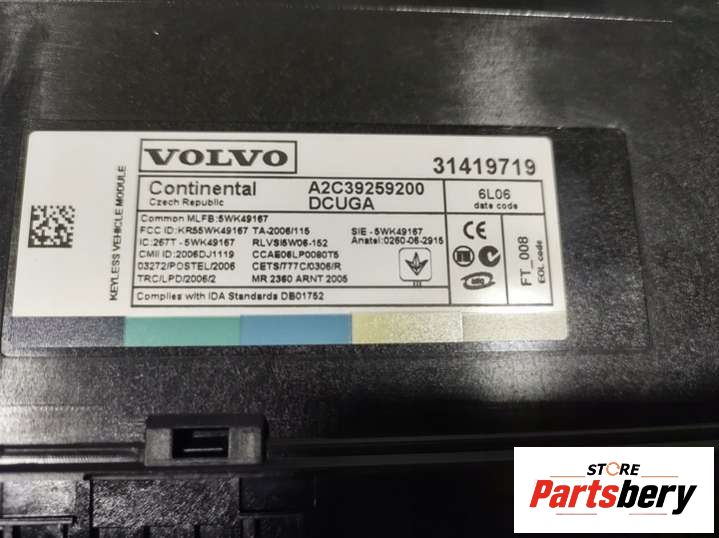 VOLVO
31419719
Continental A2C39259200
Czech Republic DCUGA
6L06
date code
KEYLESS VEHICLE MODULE
Common MLFB:5WK49167
FCC ID:KR55WK49167 TA-2006/115 SIE - 5WK49167
IC:267T - 5WK49167 RLVSI5W06-152 Anatel:0260-06-2915
CMII ID:2006DJ1119 CCAE06LP0080T5
03272/POSTEL/2006 CETS/777C/0306/R
TRC/LPD/2006/2 MR 2360 ARNT 2005
Complies with IDA Standards DB01752
FT_008
EOL code
STORE
Partsbery